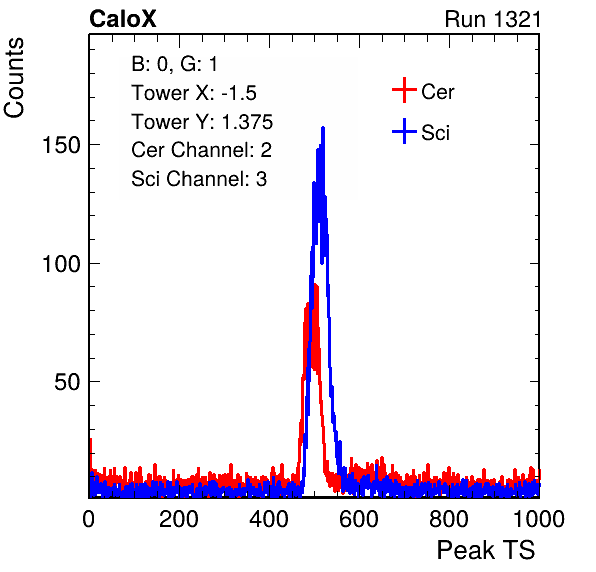 CaloX Run 1321
Counts
B: 0, G: 1
Tower X: -1.5
Tower Y: 1.375
Cer Channel: 2
Sci Channel: 3
Cer
Sci
150
100
50
0 200 400 600 800 1000
Peak TS